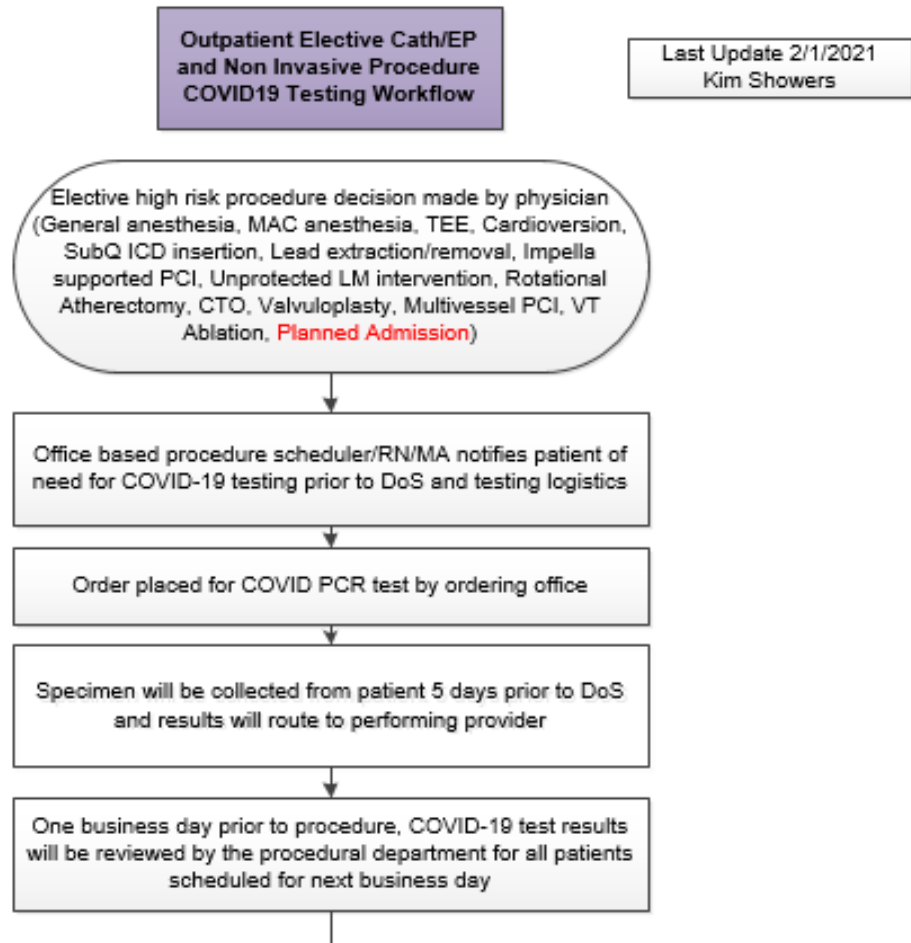 Outpatient Elective Cath/EP
and Non Invasive Procedure
COVID19 Testing Workflow
Last Update 2/1/2021
Kim Showers
Elective high risk procedure decision made by physician
(General anesthesia, MAC anesthesia, TEE, Cardioversion,
SubQ ICD insertion, Lead extraction/removal, Impella
supported PCI, Unprotected LM intervention, Rotational
Atherectomy, CTO, Valvuloplasty, Multivessel PCI, VT
Ablation, Planned Admission)
Office based procedure scheduler/RN/MA notifies patient of
need for COVID-19 testing prior to DoS and testing logistics
Order placed for COVID PCR test by ordering office
Specimen will be collected from patient 5 days prior to DoS
and results will route to performing provider
One business day prior to procedure, COVID-19 test results
will be reviewed by the procedural department for all patients
scheduled for next business day